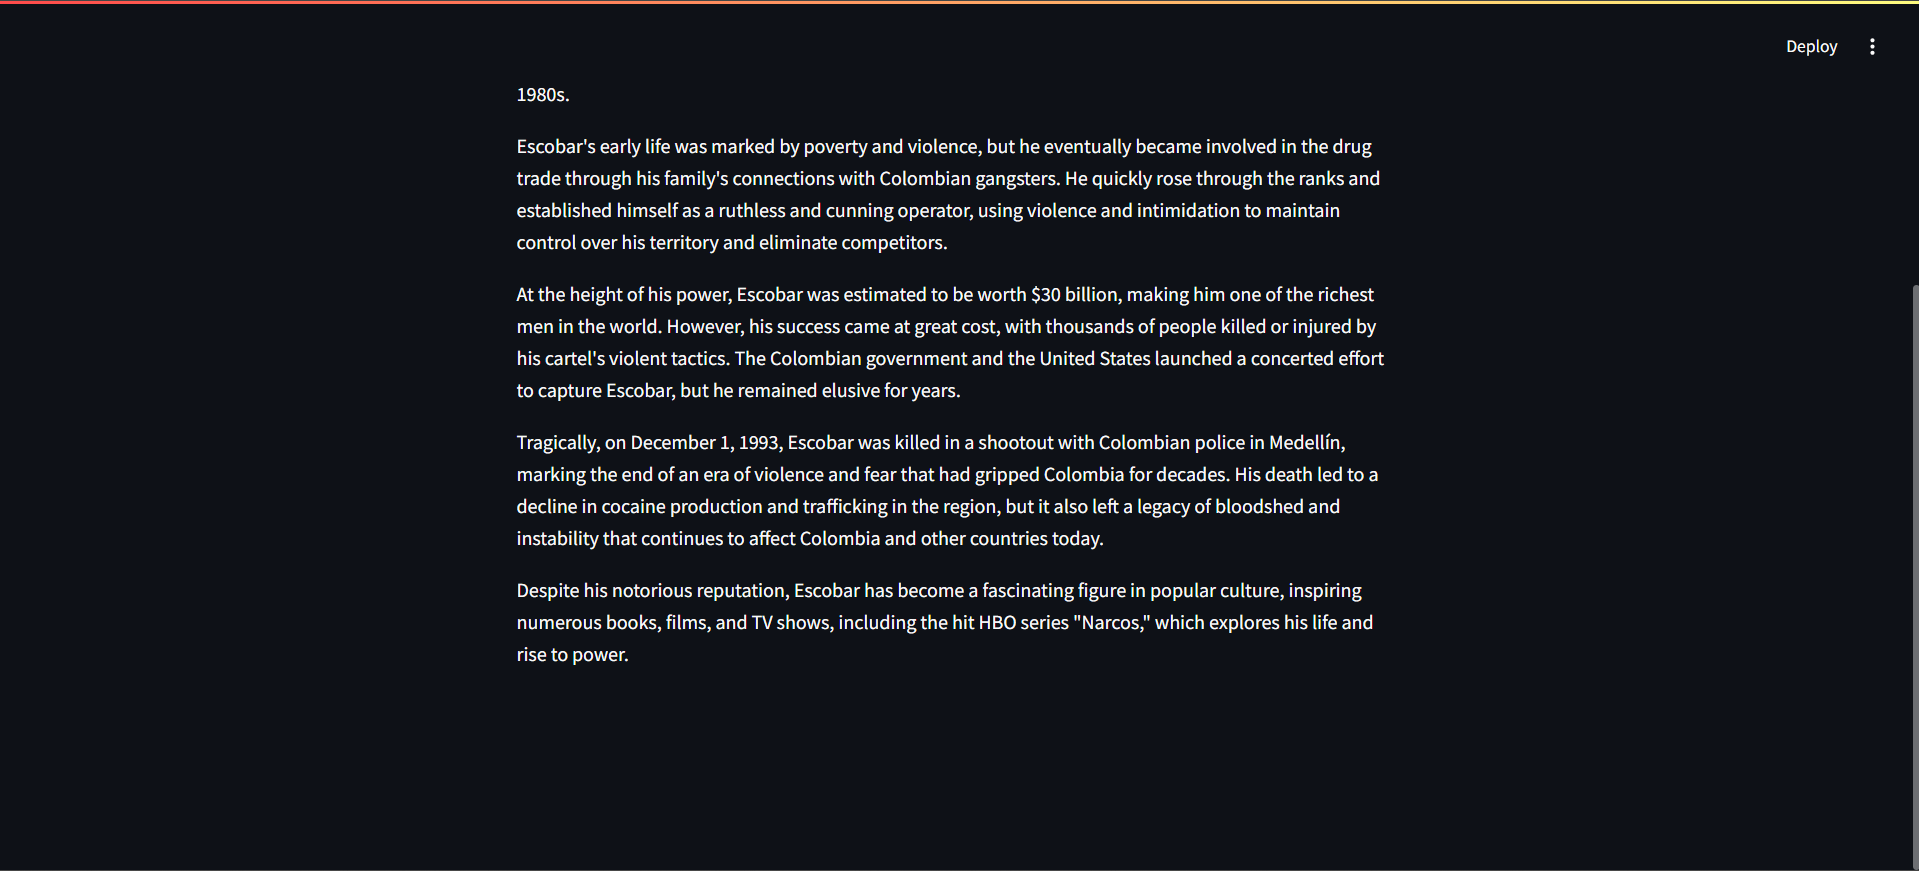 Deploy
1980s.
Escobar's early life was marked by poverty and violence, but he eventually became involved in the drug
trade through his family's connections with Colombian gangsters. He quickly rose through the ranks and
established himself as a ruthless and cunning operator, using violence and intimidation to maintain
control over his territory and eliminate competitors.
At the height of his power, Escobar was estimated to be worth $30 billion, making him one of the richest
men in the world. However, his success came at great cost, with thousands of people killed or injured by
his cartel's violent tactics. The Colombian government and the United States launched a concerted effort
to capture Escobar, but he remained elusive for years.
Tragically, on December 1, 1993, Escobar was killed in a shootout with Colombian police in Medellín,
marking the end of an era of violence and fear that had gripped Colombia for decades. His death led to a
decline in cocaine production and trafficking in the region, but it also left a legacy of bloodshed and
instability that continues to affect Colombia and other countries today.
Despite his notorious reputation, Escobar has become a fascinating figure in popular culture, inspiring
numerous books, films, and TV shows, including the hit HBO series "Narcos," which explores his life and
rise to power.